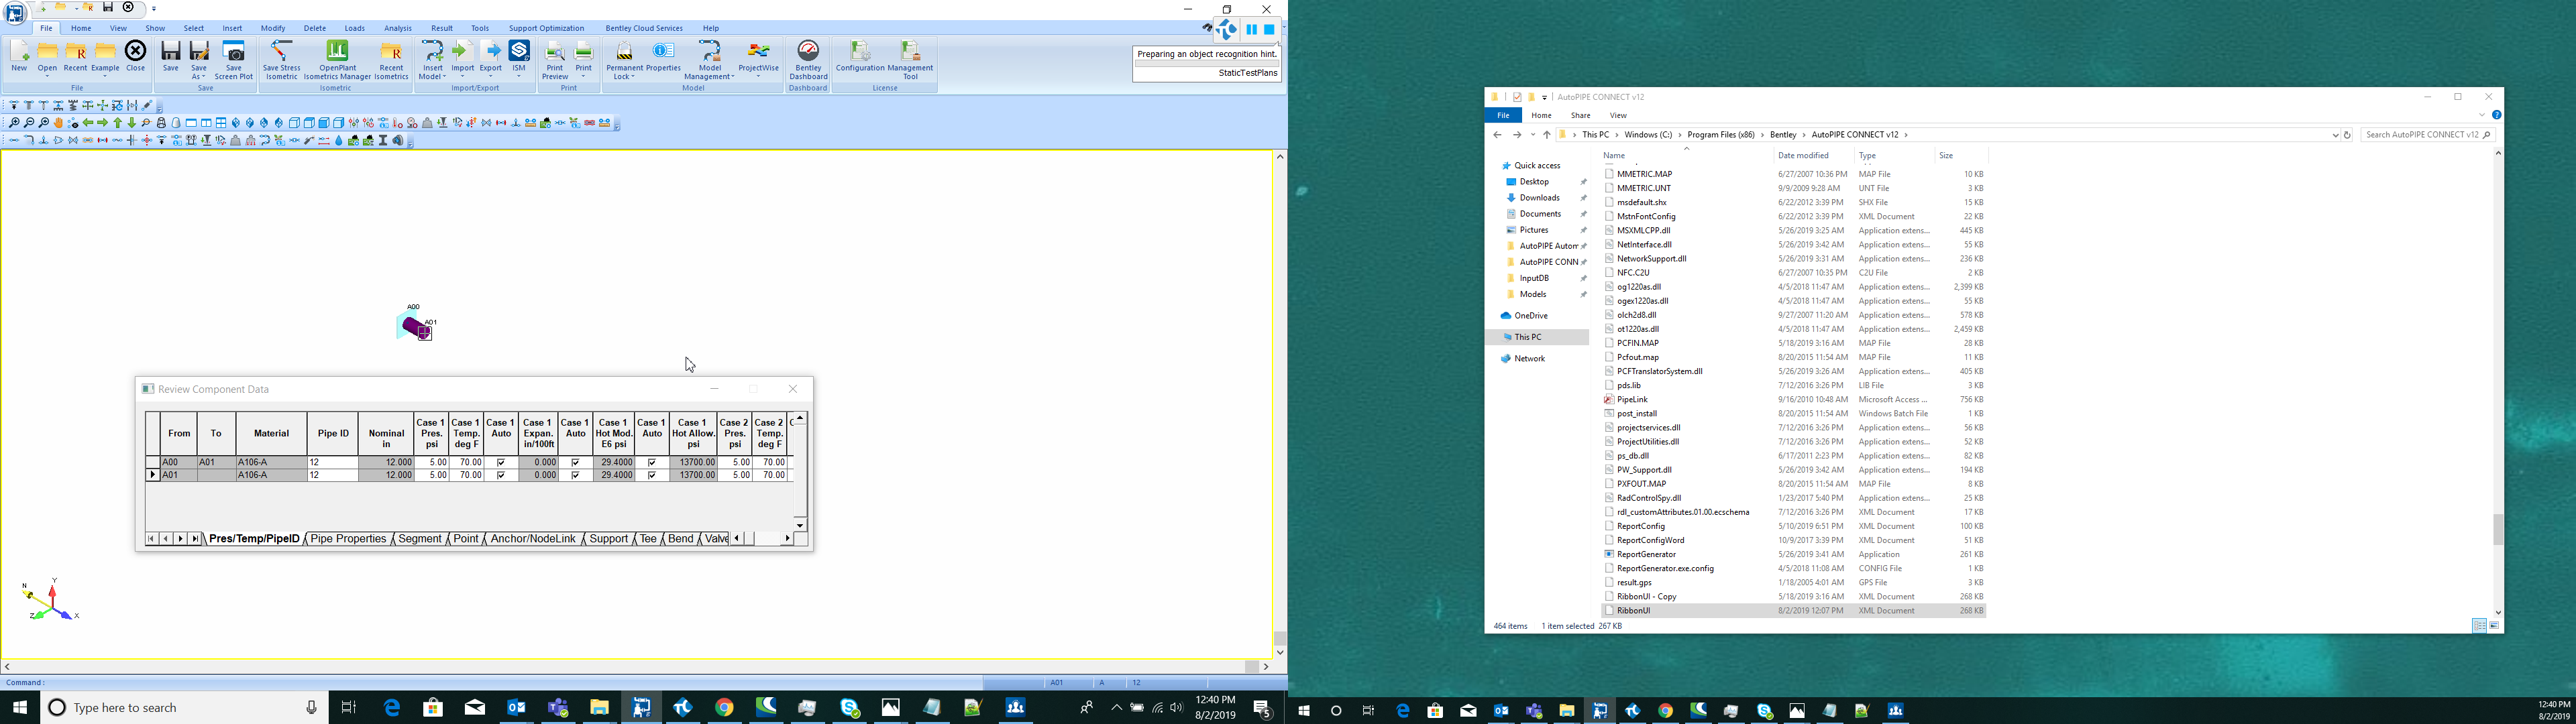 File Home View Show Select Insert Modify Delete Loads Analysis Result Tools Support Optimization Bentley Cloud Services Help
New Open Recent Example Close Save Save As Save Screen Plot Save Stress Isometric OpenPlant Isometrics Manager Recent Isometrics Insert Model Import Export ISM Print Preview Print Permanent Lock Properties Model Management ProjectWise Bentley Dashboard Configuration Management Tool
File Save Isometric Import/Export Print Model Dashboard License
Preparing an object recognition hint.
StaticTestPlans
A00
A01
Review Component Data
From To Material Pipe ID Nominal in Case 1 Pres. psi Case 1 Temp. deg F Case 1 Auto Case 1 Expan. in/100ft Case 1 Auto Case 1 Hot Mod. E6 psi Case 1 Auto Case 1 Hot Allow. psi Case 2 Pres. psi Case 2 Temp. deg F C
A00 A01 A106-A 12 12.000 5.00 70.00 0.000 29.4000 13700.00 5.00 70.00
A01 A106-A 12 12.000 5.00 70.00 0.000 29.4000 13700.00 5.00 70.00
Pres/Temp/PipeID Pipe Properties Segment Point Anchor/NodeLink Support Tee Bend Valve
N Y Z X
Command :
A01 A 12
Type here to search
12:40 PM
8/2/2019
5
AutoPIPE CONNECT v12
File Home Share View
This PC > Windows (C:) > Program Files (x86) > Bentley > AutoPIPE CONNECT v12 >
Search AutoPIPE CONNECT v12
Quick access
Desktop
Downloads
Documents
Pictures
AutoPIPE Autom
AutoPIPE CONN
InputDB
Models
OneDrive
This PC
Network
Name Date modified Type Size
MMETRIC.MAP 6/27/2007 10:36 PM MAP File 10 KB
MMETRIC.UNT 9/9/2009 9:28 AM UNT File 3 KB
msdefault.shx 6/22/2012 3:39 PM SHX File 15 KB
MstnFontConfig 6/22/2012 3:39 PM XML Document 22 KB
MSXMLCPP.dll 5/26/2019 3:25 AM Application extens... 445 KB
NetInterface.dll 5/26/2019 3:42 AM Application extens... 55 KB
NetworkSupport.dll 5/26/2019 3:31 AM Application extens... 236 KB
NFC.C2U 6/27/2007 10:35 PM C2U File 2 KB
og1220as.dll 4/5/2018 11:47 AM Application extens... 2,399 KB
ogex1220as.dll 4/5/2018 11:47 AM Application extens... 55 KB
olch2d8.dll 9/27/2007 11:20 AM Application extens... 578 KB
ot1220as.dll 4/5/2018 11:47 AM Application extens... 2,459 KB
PCFIN.MAP 5/18/2019 3:16 AM MAP File 28 KB
Pcfout.map 8/20/2015 11:54 AM MAP File 11 KB
PCFTranslatorSystem.dll 5/26/2019 3:26 AM Application extens... 405 KB
pds.lib 7/12/2016 3:26 PM LIB File 3 KB
PipeLink 9/16/2010 10:48 AM Microsoft Access ... 756 KB
post_install 8/20/2015 11:54 AM Windows Batch File 1 KB
projectservices.dll 7/12/2016 3:26 PM Application extens... 56 KB
ProjectUtilities.dll 7/12/2016 3:26 PM Application extens... 52 KB
ps_db.dll 6/17/2011 2:23 PM Application extens... 82 KB
PW_Support.dll 5/26/2019 3:42 AM Application extens... 194 KB
PXFOUT.MAP 8/20/2015 11:54 AM MAP File 8 KB
RadControlSpy.dll 1/23/2017 5:40 PM Application extens... 25 KB
rdl_customAttributes.01.00.ecschema 7/12/2016 3:26 PM XML Document 17 KB
ReportConfig 5/10/2019 6:51 PM XML Document 100 KB
ReportConfigWord 10/9/2017 3:39 PM XML Document 51 KB
ReportGenerator 5/26/2019 3:41 AM Application 261 KB
ReportGenerator.exe.config 4/5/2018 11:08 AM CONFIG File 1 KB
result.gps 1/18/2005 4:01 AM GPS File 3 KB
RibbonUI - Copy 5/18/2019 3:16 AM XML Document 268 KB
RibbonUI 8/2/2019 12:07 PM XML Document 268 KB
464 items 1 item selected 267 KB
12:40 PM
8/2/2019